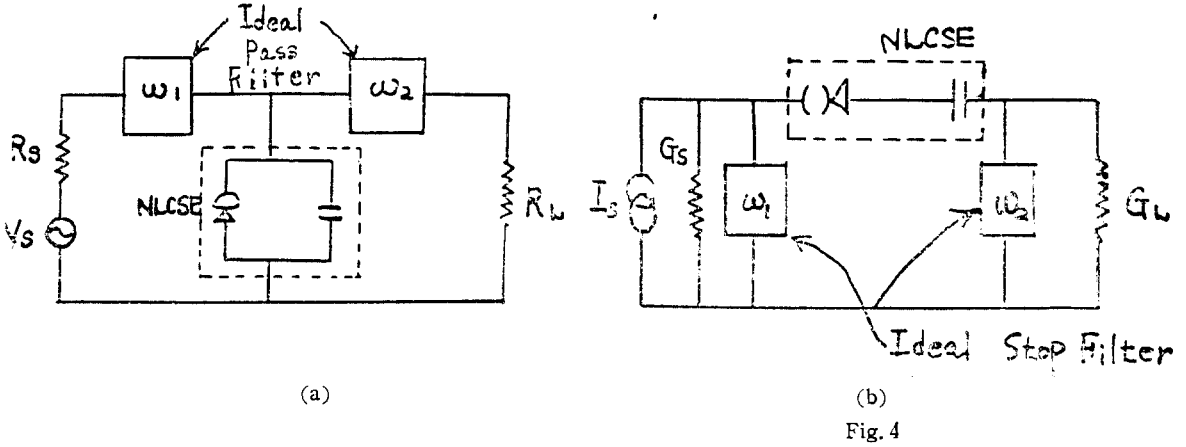 Ideal
Pass
Filter
ω1
ω2
Rs
Vs
NLCSE
RL
(a)
NLCSE
Is
Gs
ω1
ω2
GL
Ideal Stop Filter
(b)
Fig. 4